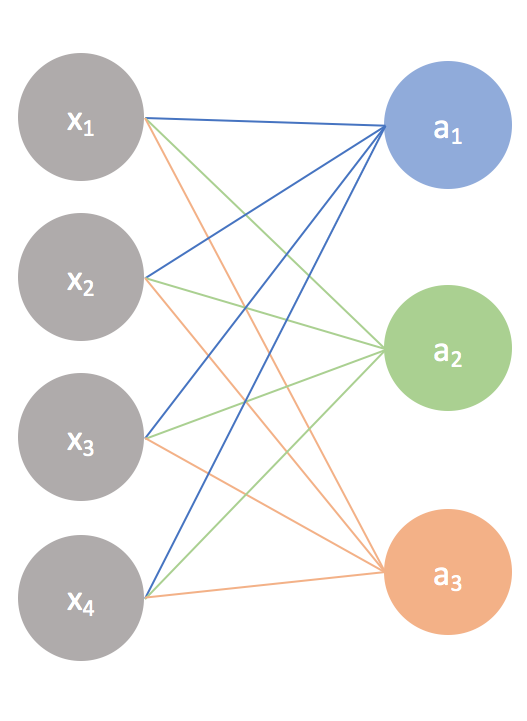 x₁
a₁
x₂
a₂
x₃
a₃
x₄